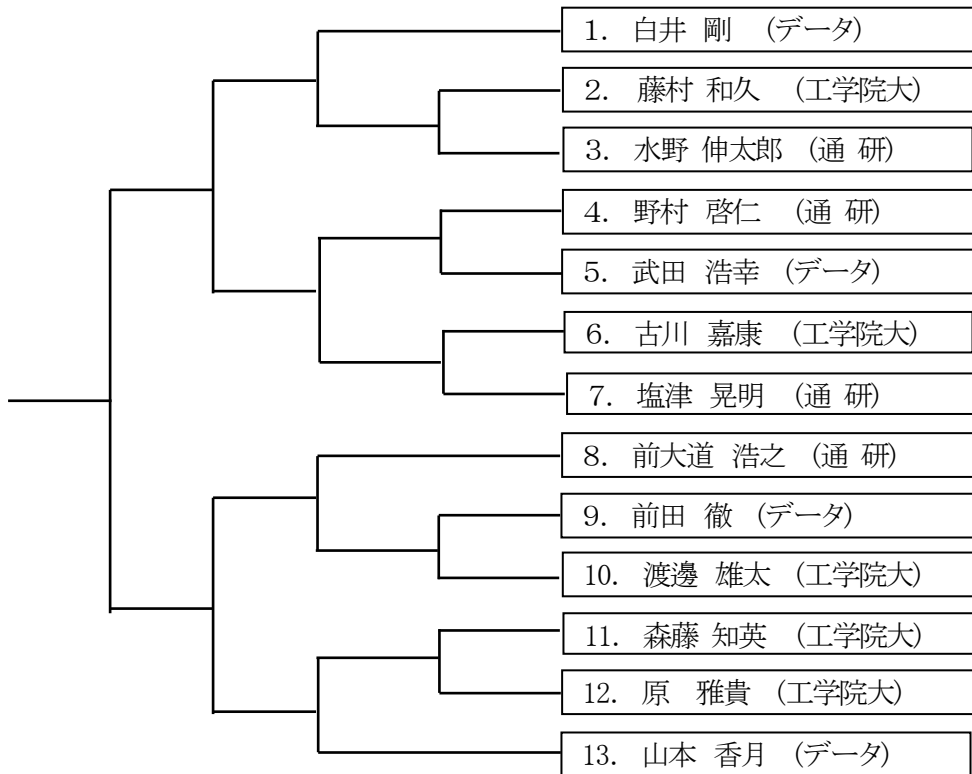 1. 白井 剛 (データ)
2. 藤村 和久 (工学院大)
3. 水野 伸太郎 (通 研)
4. 野村 啓仁 (通 研)
5. 武田 浩幸 (データ)
6. 古川 嘉康 (工学院大)
7. 塩津 晃明 (通 研)
8. 前大道 浩之 (通 研)
9. 前田 徹 (データ)
10. 渡邊 雄太 (工学院大)
11. 森藤 知英 (工学院大)
12. 原 雅貴 (工学院大)
13. 山本 香月 (データ)